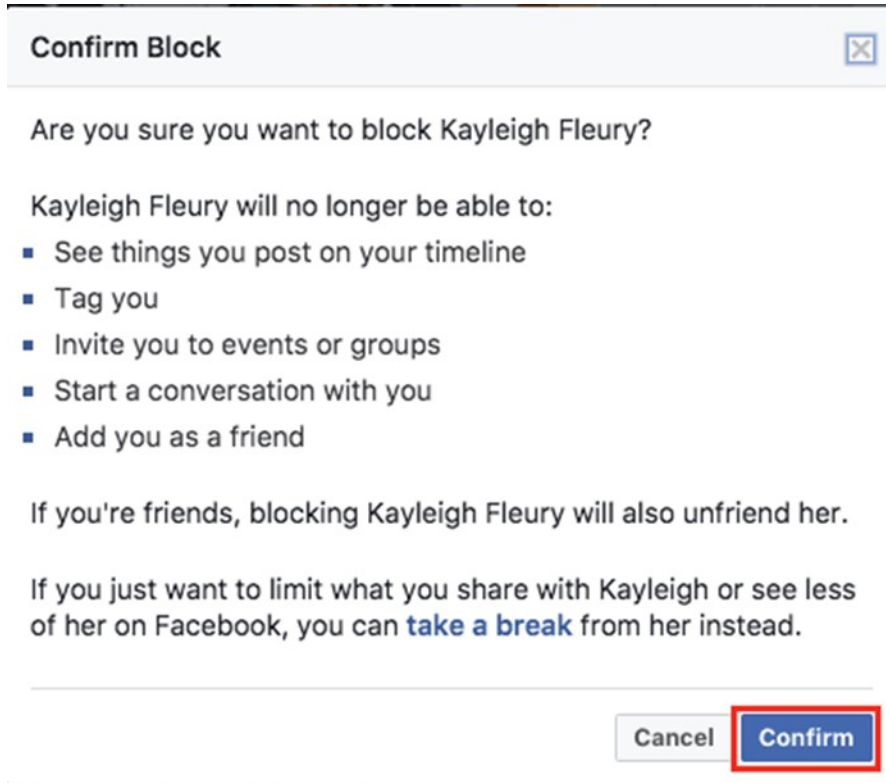 Confirm Block
Are you sure you want to block Kayleigh Fleury?
Kayleigh Fleury will no longer be able to:
See things you post on your timeline
Tag you
Invite you to events or groups
Start a conversation with you
Add you as a friend
If you're friends, blocking Kayleigh Fleury will also unfriend her.
If you just want to limit what you share with Kayleigh or see less
of her on Facebook, you can take a break from her instead.
Cancel Confirm